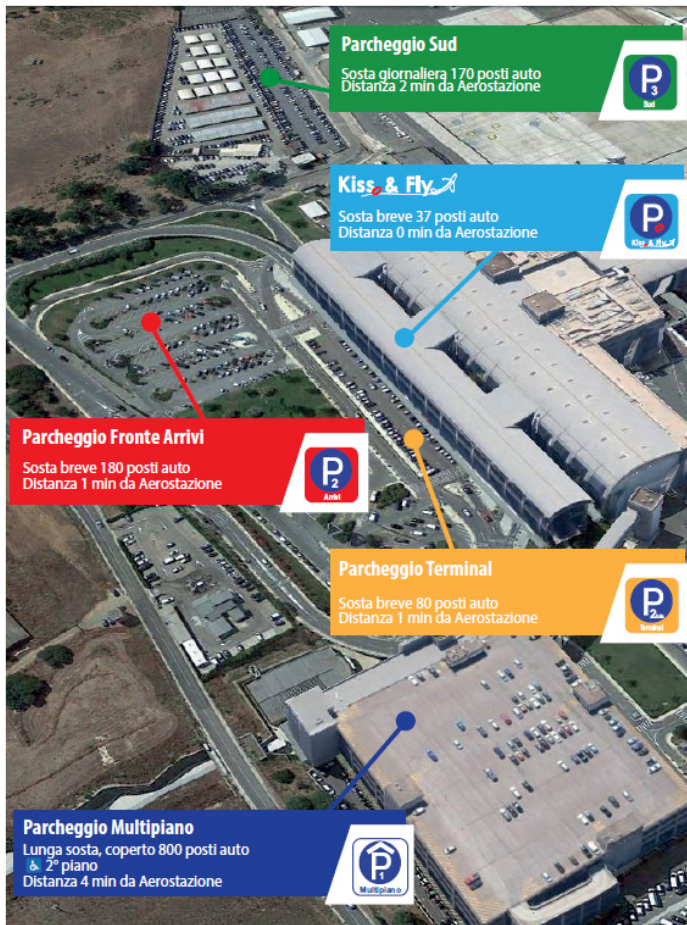 Parcheggio Sud
Sosta giornaliera 170 posti auto
Distanza 2 min da Aerostazione
P3
Sud
Kiss & Fly
Sosta breve 37 posti auto
Distanza 0 min da Aerostazione
P
Kiss & Fly
Parcheggio Fronte Arrivi
Sosta breve 180 posti auto
Distanza 1 min da Aerostazione
P2
Arrivi
Parcheggio Terminal
Sosta breve 80 posti auto
Distanza 1 min da Aerostazione
P2bis
Terminal
Parcheggio Multipiano
Lunga sosta, coperto 800 posti auto
2° piano
Distanza 4 min da Aerostazione
P1
Multipiano